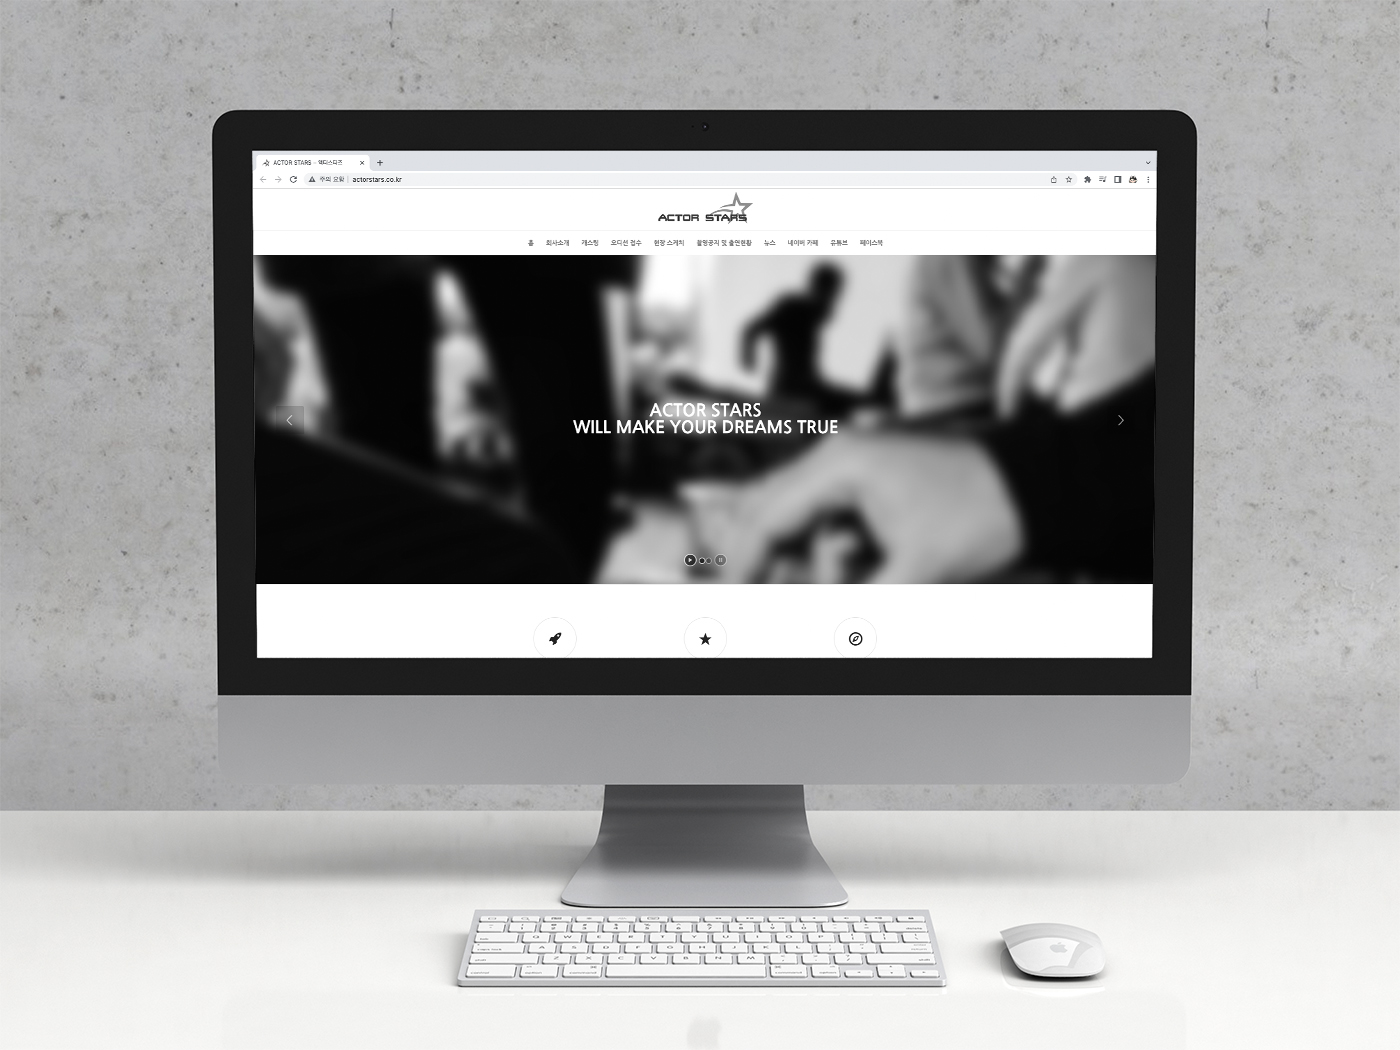 ACTOR STARS - 액터스타즈
주의 요함 actorstars.co.kr
ACTOR STARS
홈 회사소개 캐스팅 오디션 접수 현장 스케치 촬영공지 및 출연현황 뉴스 네이버 카페 유튜브 페이스북
ACTOR STARS
WILL MAKE YOUR DREAMS TRUE
Q W E R T Y U I O P
A S D F G H J K L
Z X C V B N M